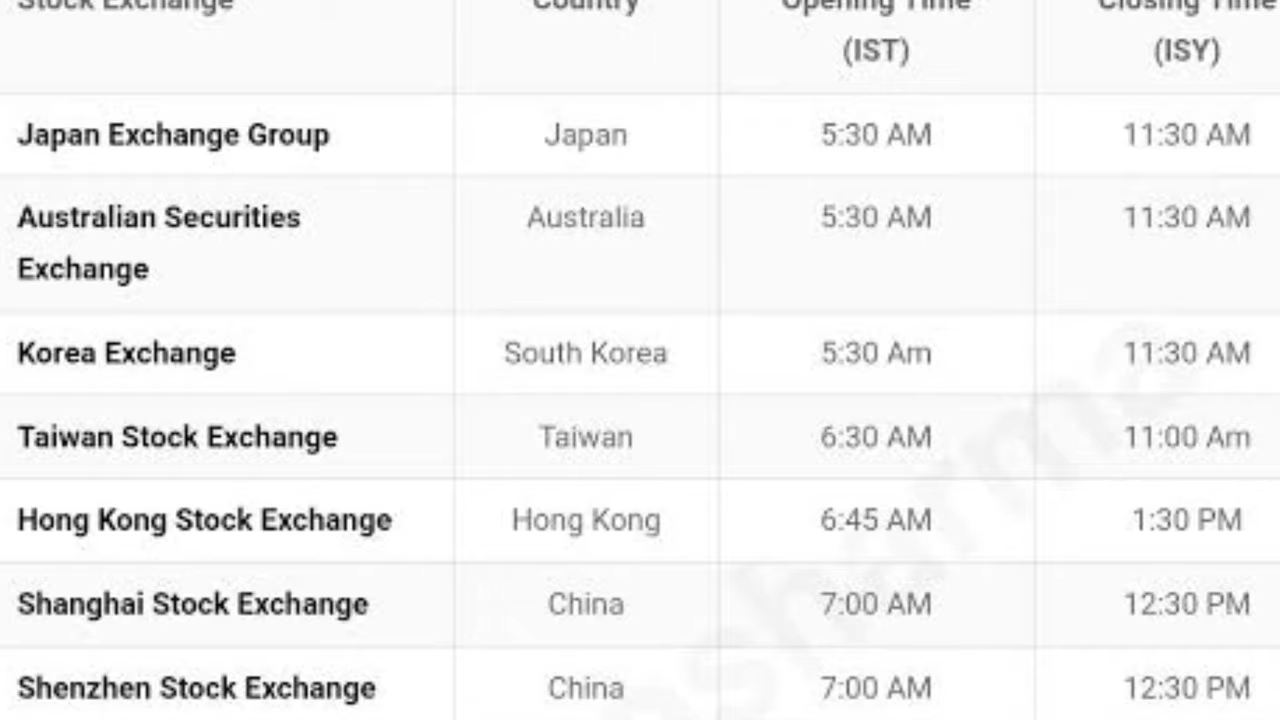 Stock Exchange Country Opening Time Closing Time
(IST) (ISY)
Japan Exchange Group Japan 5:30 AM 11:30 AM
Australian Securities Australia 5:30 AM 11:30 AM
Exchange
Korea Exchange South Korea 5:30 Am 11:30 AM
Taiwan Stock Exchange Taiwan 6:30 AM 11:00 Am
Hong Kong Stock Exchange Hong Kong 6:45 AM 1:30 PM
Shanghai Stock Exchange China 7:00 AM 12:30 PM
Shenzhen Stock Exchange China 7:00 AM 12:30 PM